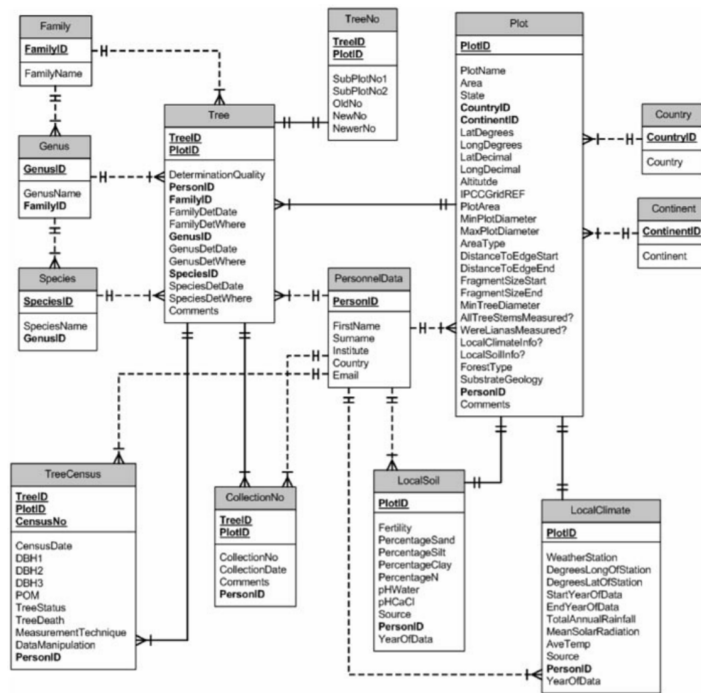 Family
FamilyID
FamilyName
TreeNo
TreeID
PlotID
SubPlotNo1
SubPlotNo2
OldNo
NewNo
NewerNo
Plot
PlotID
PlotName
Area
State
CountryID
ContinentID
LatDegrees
LongDegrees
LatDecimal
LongDecimal
Altitutde
IPCCGridREF
PlotArea
MinPlotDiameter
MaxPlotDiameter
AreaType
DistanceToEdgeStart
DistanceToEdgeEnd
FragmentSizeStart
FragmentSizeEnd
MinTreeDiameter
AllTreeStemsMeasured?
WereLianasMeasured?
LocalClimateInfo?
LocalSoilInfo?
ForestType
SubstrateGeology
PersonID
Comments
Tree
TreeID
PlotID
DeterminationQuality
PersonID
FamilyID
FamilyDetDate
FamilyDetWhere
GenusID
GenusDetDate
GenusDetWhere
SpeciesID
SpeciesDetDate
SpeciesDetWhere
Comments
Country
CountryID
Country
Genus
GenusID
GenusName
FamilyID
Continent
ContinentID
Continent
Species
SpeciesID
SpeciesName
GenusID
PersonnelData
PersonID
FirstName
Surname
Institute
Country
Email
TreeCensus
TreeID
PlotID
CensusNo
CensusDate
DBH1
DBH2
DBH3
POM
TreeStatus
TreeDeath
MeasurementTechnique
DataManipulation
PersonID
CollectionNo
TreeID
PlotID
CollectionNo
CollectionDate
Comments
PersonID
LocalSoil
PlotID
Fertility
PercentageSand
PercentageSilt
PercentageClay
PercentageN
pHWater
pHCaCl
Source
PersonID
YearOfData
LocalClimate
PlotID
WeatherStation
DegreesLongOfStation
DegreesLatOfStation
StartYearOfData
EndYearOfData
TotalAnnualRainfall
MeanSolarRadiation
AveTemp
Source
PersonID
YearOfData